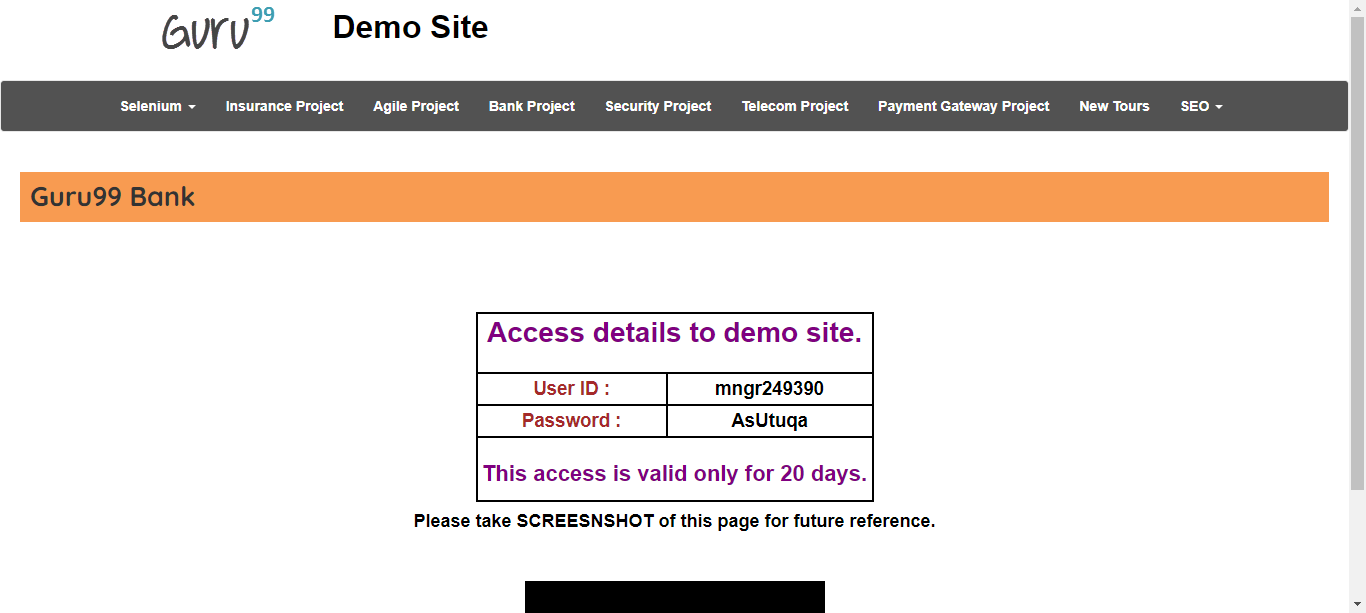 Guru99 Demo Site
Selenium Insurance Project Agile Project Bank Project Security Project Telecom Project Payment Gateway Project New Tours SEO
Guru99 Bank
Access details to demo site.
User ID : mngr249390
Password : AsUtuqa
This access is valid only for 20 days.
Please take SCREESNSHOT of this page for future reference.